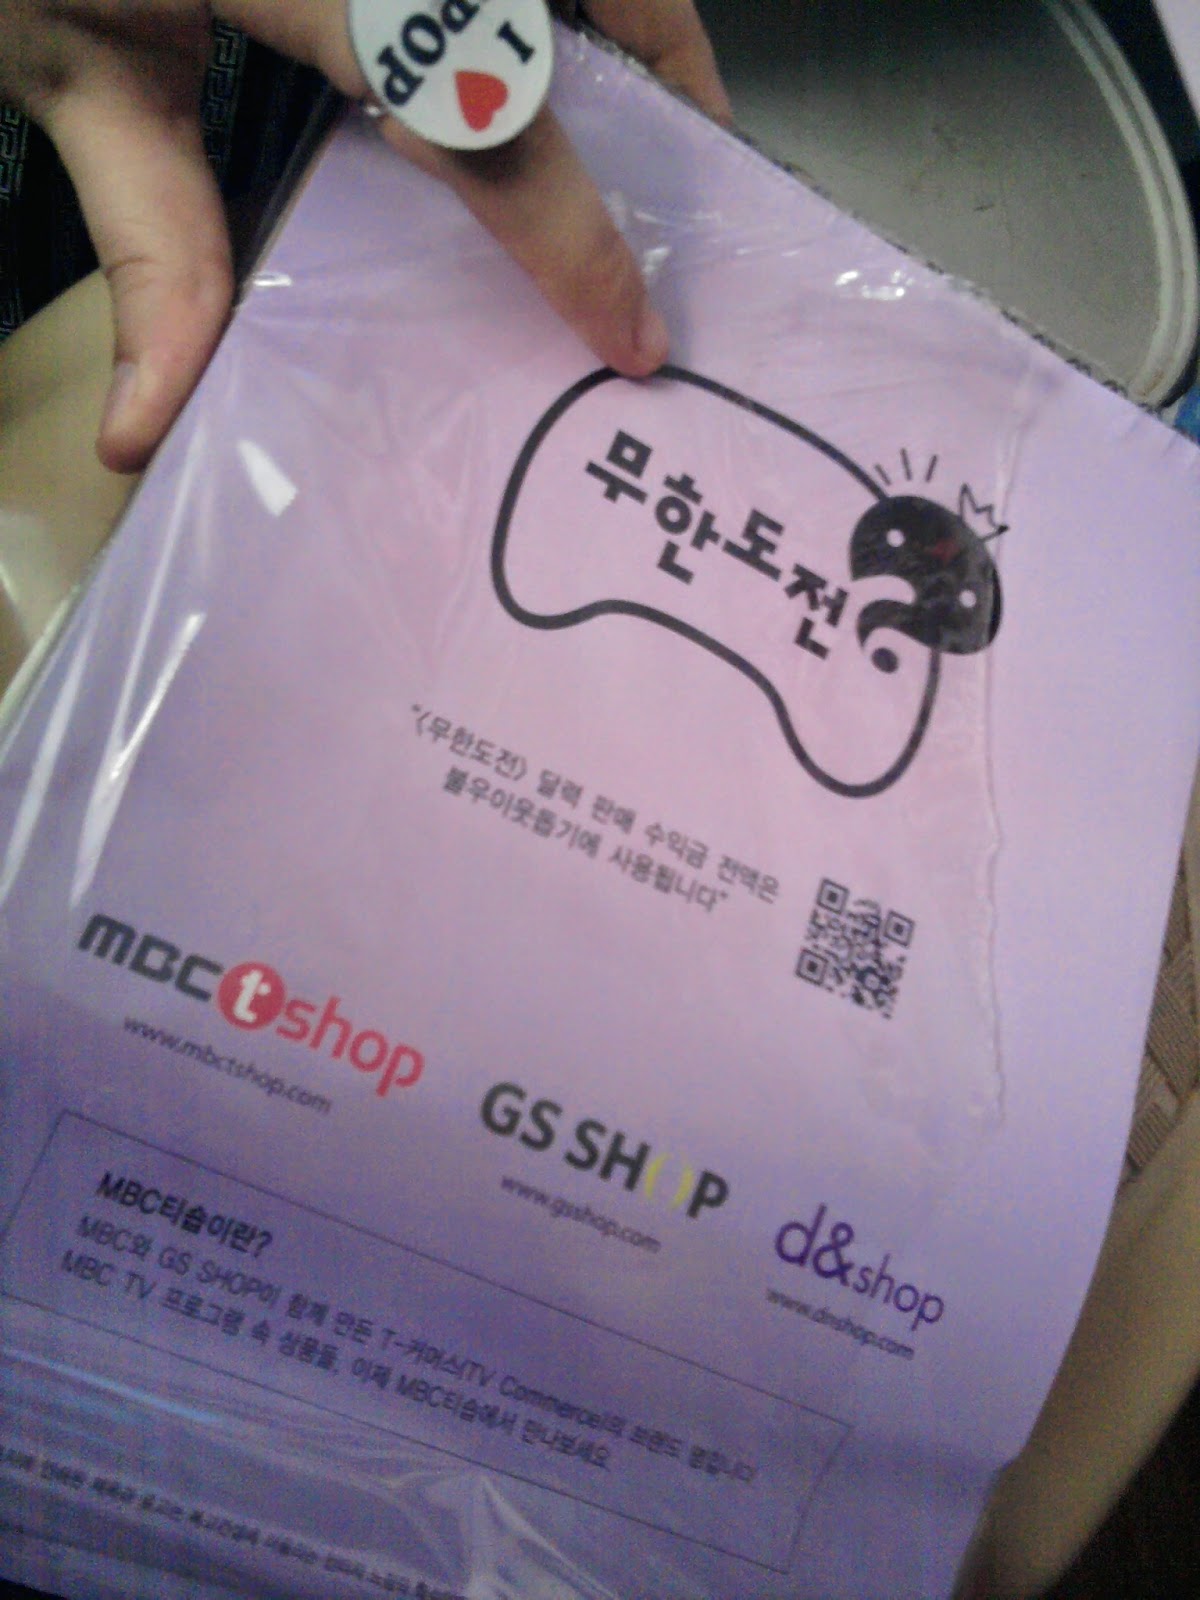 I ♥ POP
무한도전
"<무한도전> 달력 판매 수익금 전액은
불우이웃돕기에 사용됩니다"
mBC t shop
www.mbctshop.com
GS SHOP
www.gsshop.com
d&shop
www.dnshop.com
MBC티숍이란?
MBC와 GS SHOP이 함께 만든 T-커머스(TV Commerce)의 브랜드 명입니다
MBC TV 프로그램 속 상품들, 이제 MBC티숍에서 만나보세요